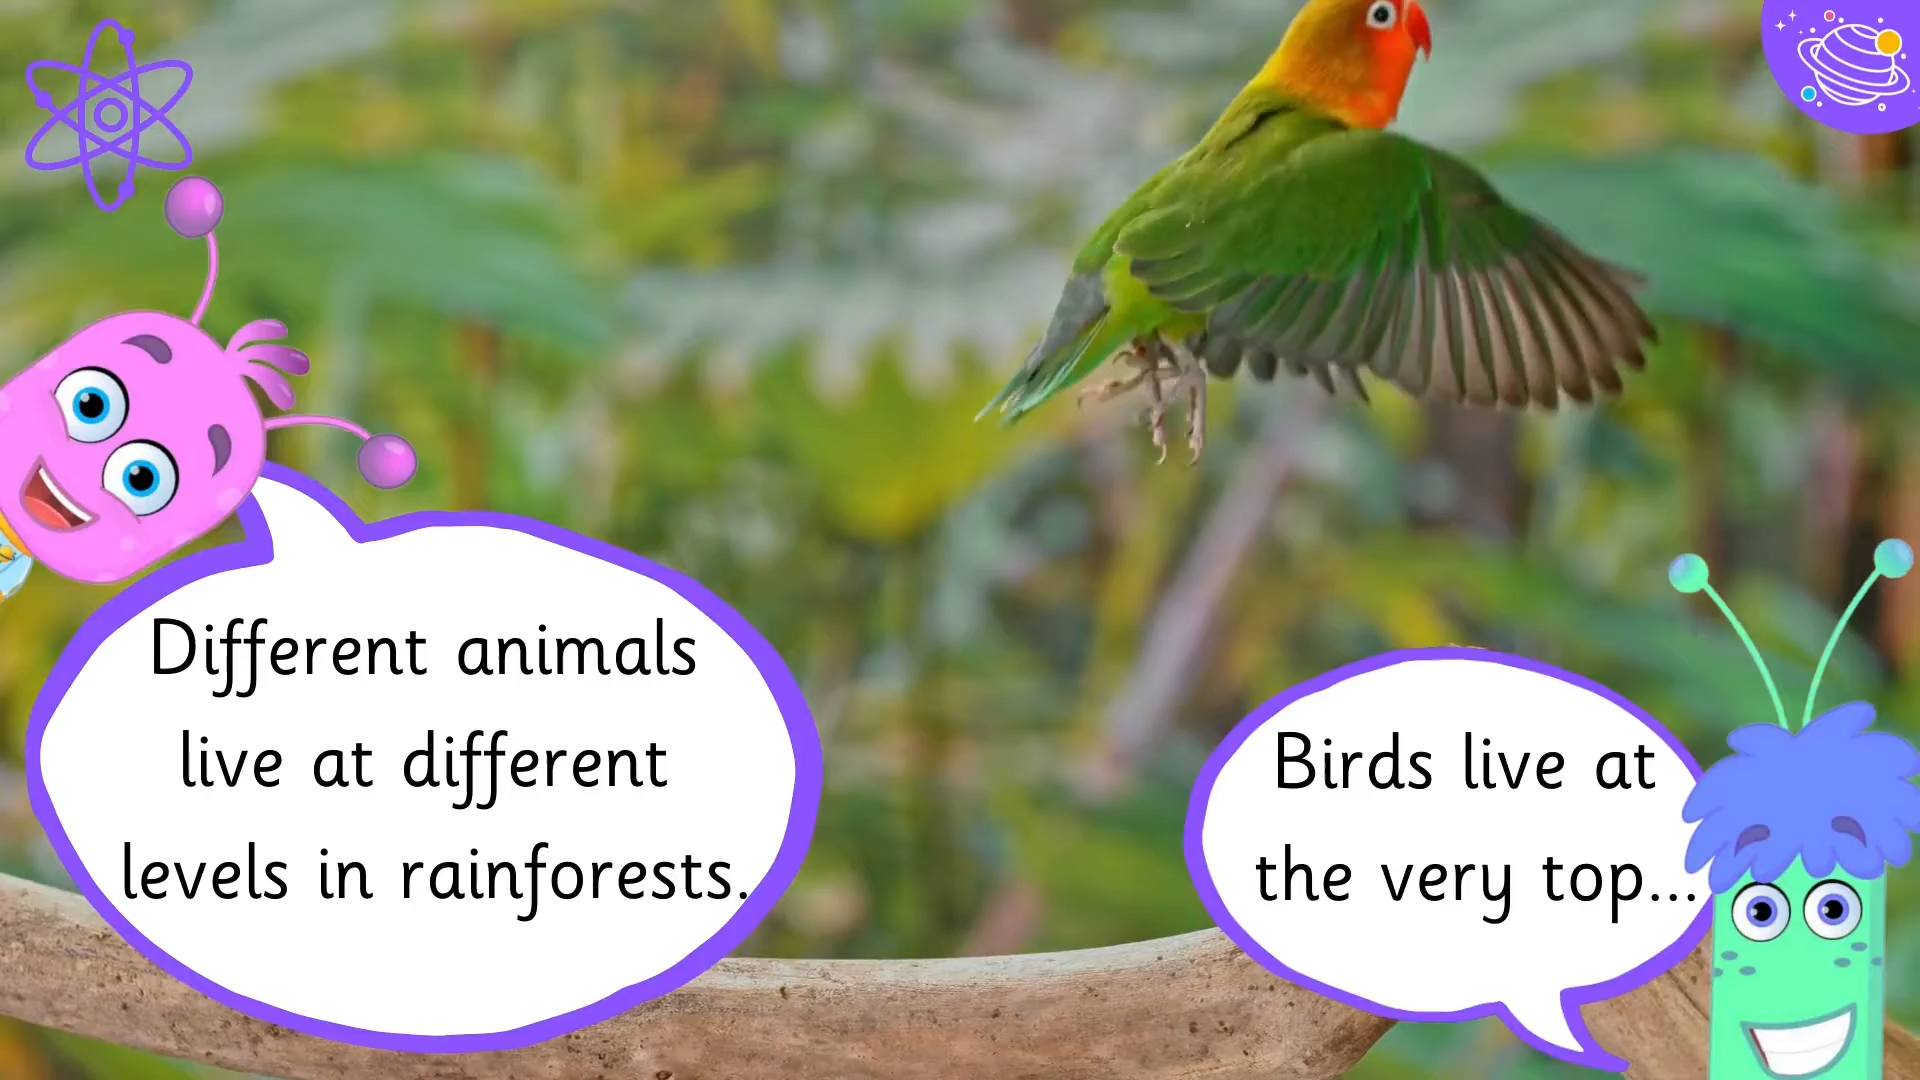 Different animals
live at different
levels in rainforests.
Birds live at
the very top...